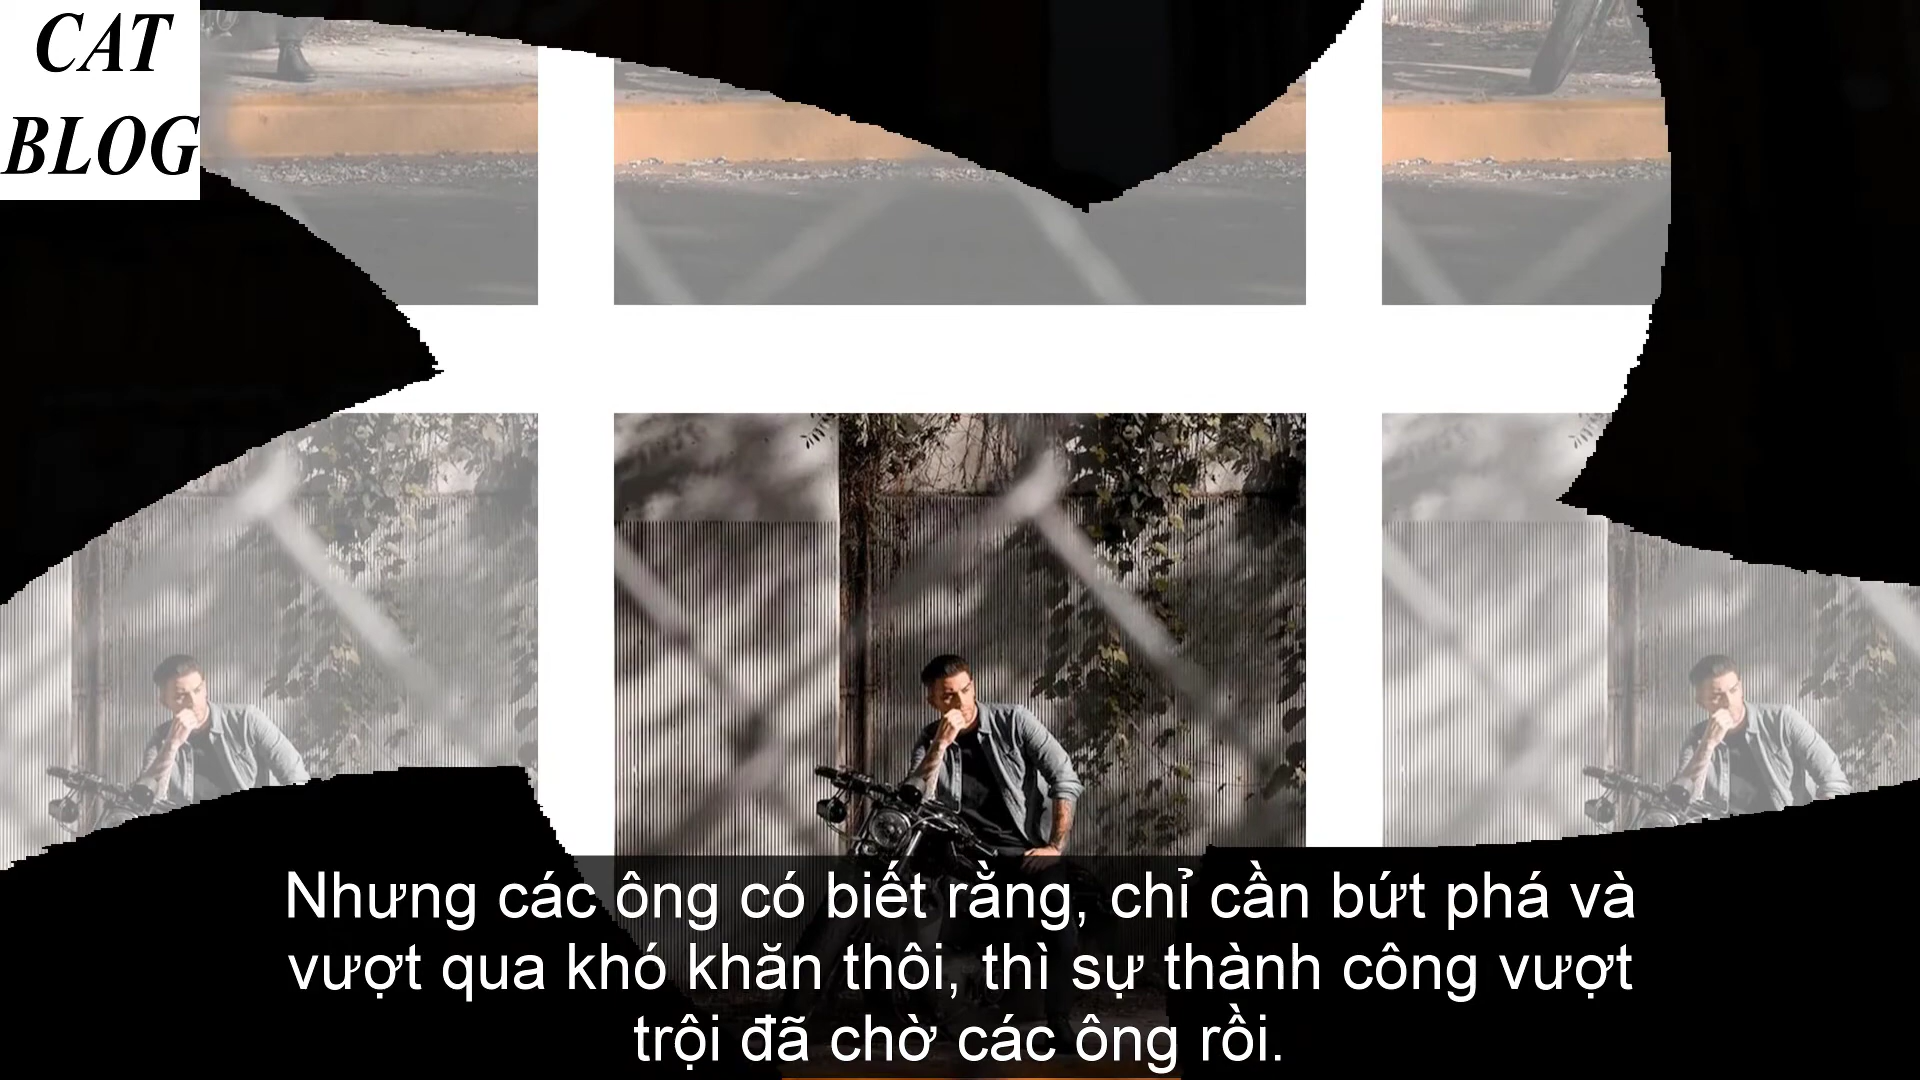 CAT
BLOG
Nhưng các ông có biết rằng, chỉ cần bứt phá và
vượt qua khó khăn thôi, thì sự thành công vượt
trội đã chờ các ông rồi.